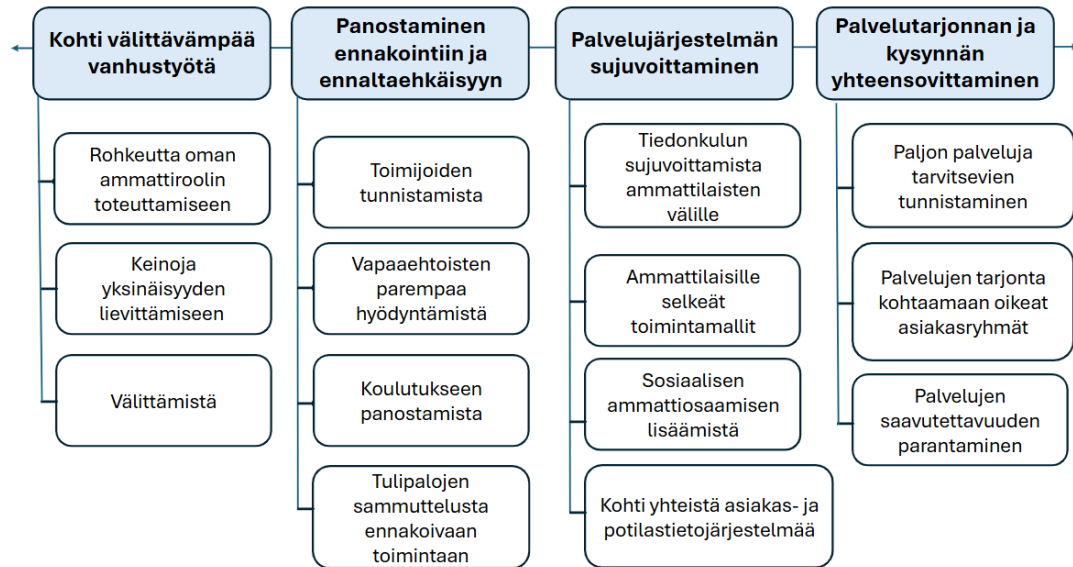 Kohti välittävämpää
vanhustyötä
Rohkeutta oman
ammattiroolin
toteuttamiseen
Keinoja
yksinäisyyden
lievittämiseen
Välittämistä
Panostaminen
ennakointiin ja
ennaltaehkäisyyn
Toimijoiden
tunnistamista
Vapaaehtoisten
parempaa
hyödyntämistä
Koulutukseen
panostamista
Tulipalojen
sammuttelusta
ennakoivaan
toimintaan
Palvelujärjestelmän
sujuvoittaminen
Tiedonkulun
sujuvoittamista
ammattilaisten
välille
Ammattilaisille
selkeät
toimintamallit
Sosiaalisen
ammattiosaamisen
lisäämistä
Kohti yhteistä asiakas- ja
potilastietojärjestelmää
Palvelutarjonnan ja
kysynnän
yhteensovittaminen
Paljon palveluja
tarvitsevien
tunnistaminen
Palvelujen tarjonta
kohtaamaan oikeat
asiakasryhmät
Palvelujen
saavutettavuuden
parantaminen